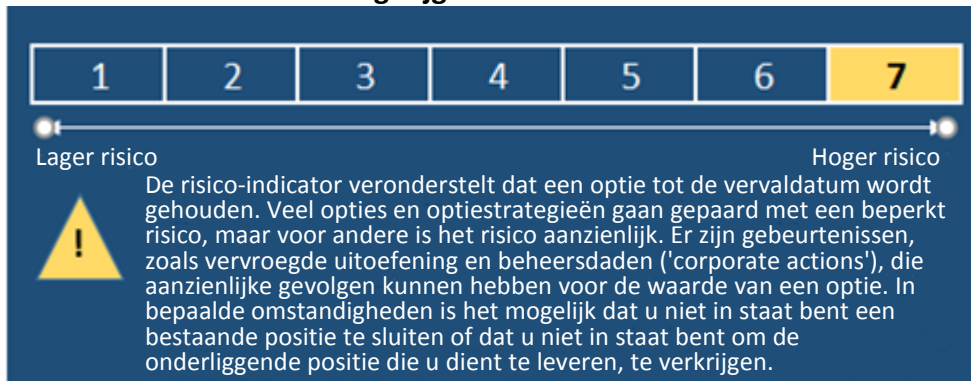 1 2 3 4 5 6 7
Lager risico Hoger risico
De risico-indicator veronderstelt dat een optie tot de vervaldatum wordt
gehouden. Veel opties en optiestrategieën gaan gepaard met een beperkt
! risico, maar voor andere is het risico aanzienlijk. Er zijn gebeurtenissen,
zoals vervroegde uitoefening en beheersdaden ('corporate actions'), die
aanzienlijke gevolgen kunnen hebben voor de waarde van een optie. In
bepaalde omstandigheden is het mogelijk dat u niet in staat bent een
bestaande positie te sluiten of dat u niet in staat bent om de
onderliggende positie die u dient te leveren, te verkrijgen.